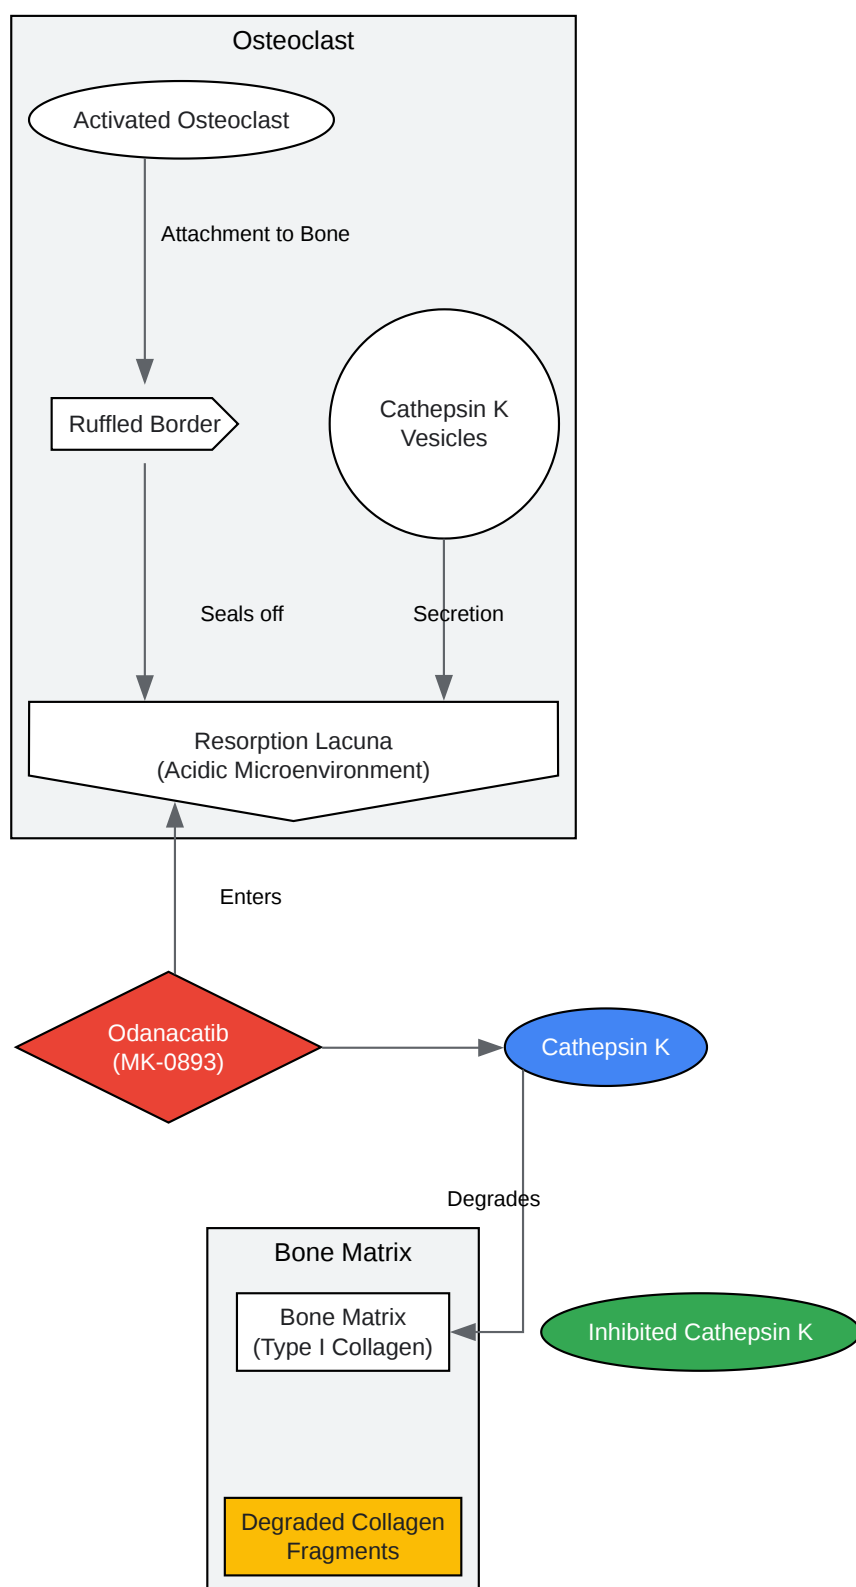 Osteoclast
Activated Osteoclast
Attachment to Bone
Ruffled Border
Cathepsin K
Vesicles
Seals off
Secretion
Resorption Lacuna
(Acidic Microenvironment)
Enters
Odanacatib
(MK-0893)
Cathepsin K
Degrades
Bone Matrix
Bone Matrix
(Type I Collagen)
Inhibited Cathepsin K
Degraded Collagen
Fragments